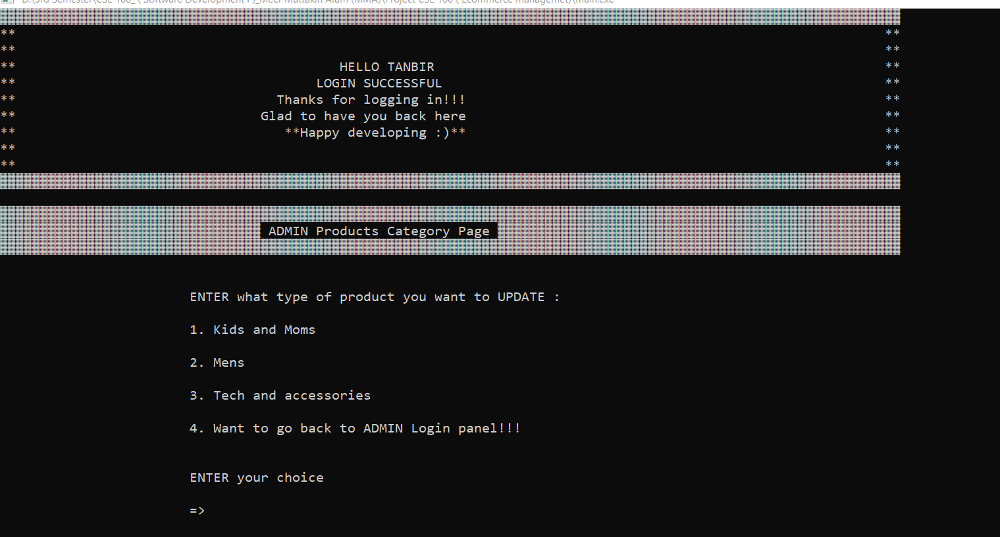 D:\3rd Semester\CSE 100_ ( Software Development I )_Meer Muttakin Alam (MMA)\Project CSE 100 ( Ecommerce managemet)\main.exe
** **
** **
** HELLO TANBIR **
** LOGIN SUCCESSFUL **
** Thanks for logging in!!! **
** Glad to have you back here **
** **Happy developing :)** **
** **
** **
ADMIN Products Category Page
ENTER what type of product you want to UPDATE :
1. Kids and Moms
2. Mens
3. Tech and accessories
4. Want to go back to ADMIN Login panel!!!
ENTER your choice
=>